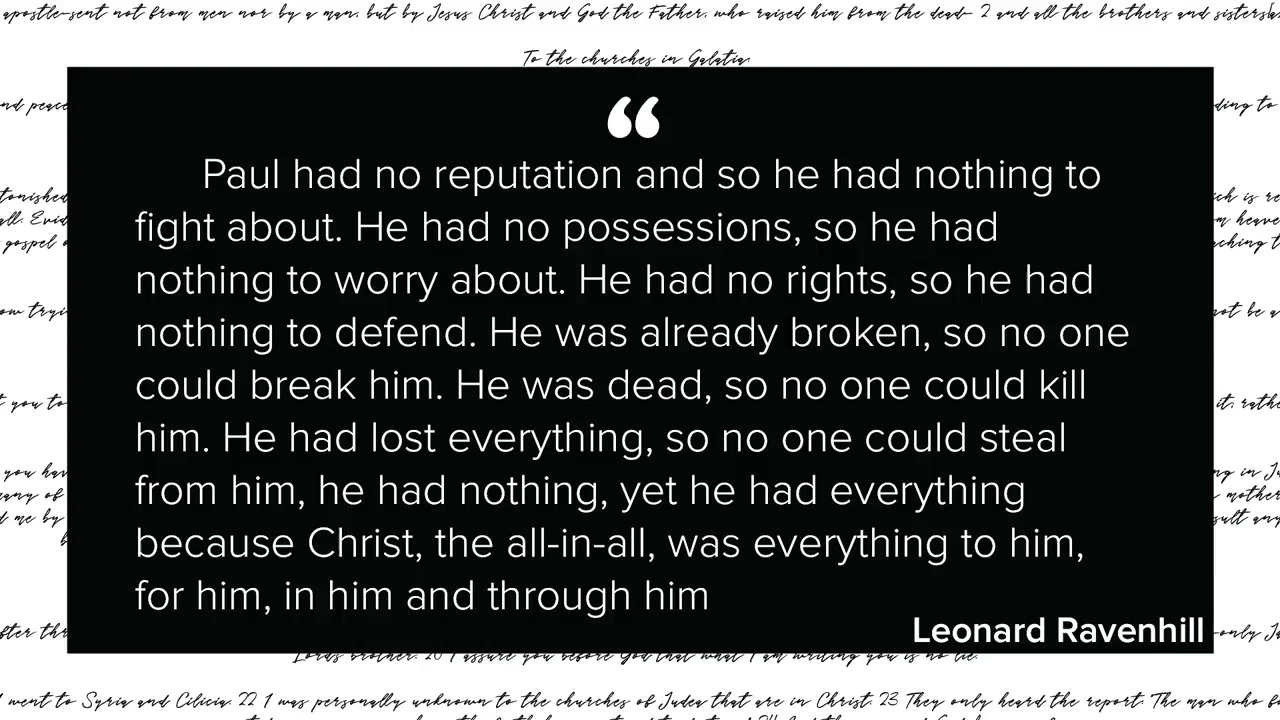 apostle-sent not from men nor by a man, but by Jesus Christ and God the Father, who raised him from the dead- 2 and all the brothers and sisters
To the churches in Galatia:
nd peace
ding to
“
Paul had no reputation and so he had nothing to
fight about. He had no possessions, so he had
nothing to worry about. He had no rights, so he had
nothing to defend. He was already broken, so no one
could break him. He was dead, so no one could kill
him. He had lost everything, so no one could steal
from him, he had nothing, yet he had everything
because Christ, the all-in-all, was everything to him,
for him, in him and through him
Leonard Ravenhill
Lords brother. 20 I assure you before God that what I am writing you is no lie.
went to Syria and Cilicia. 22 I was personally unknown to the churches of Judea that are in Christ. 23 They only heard the report: The man who